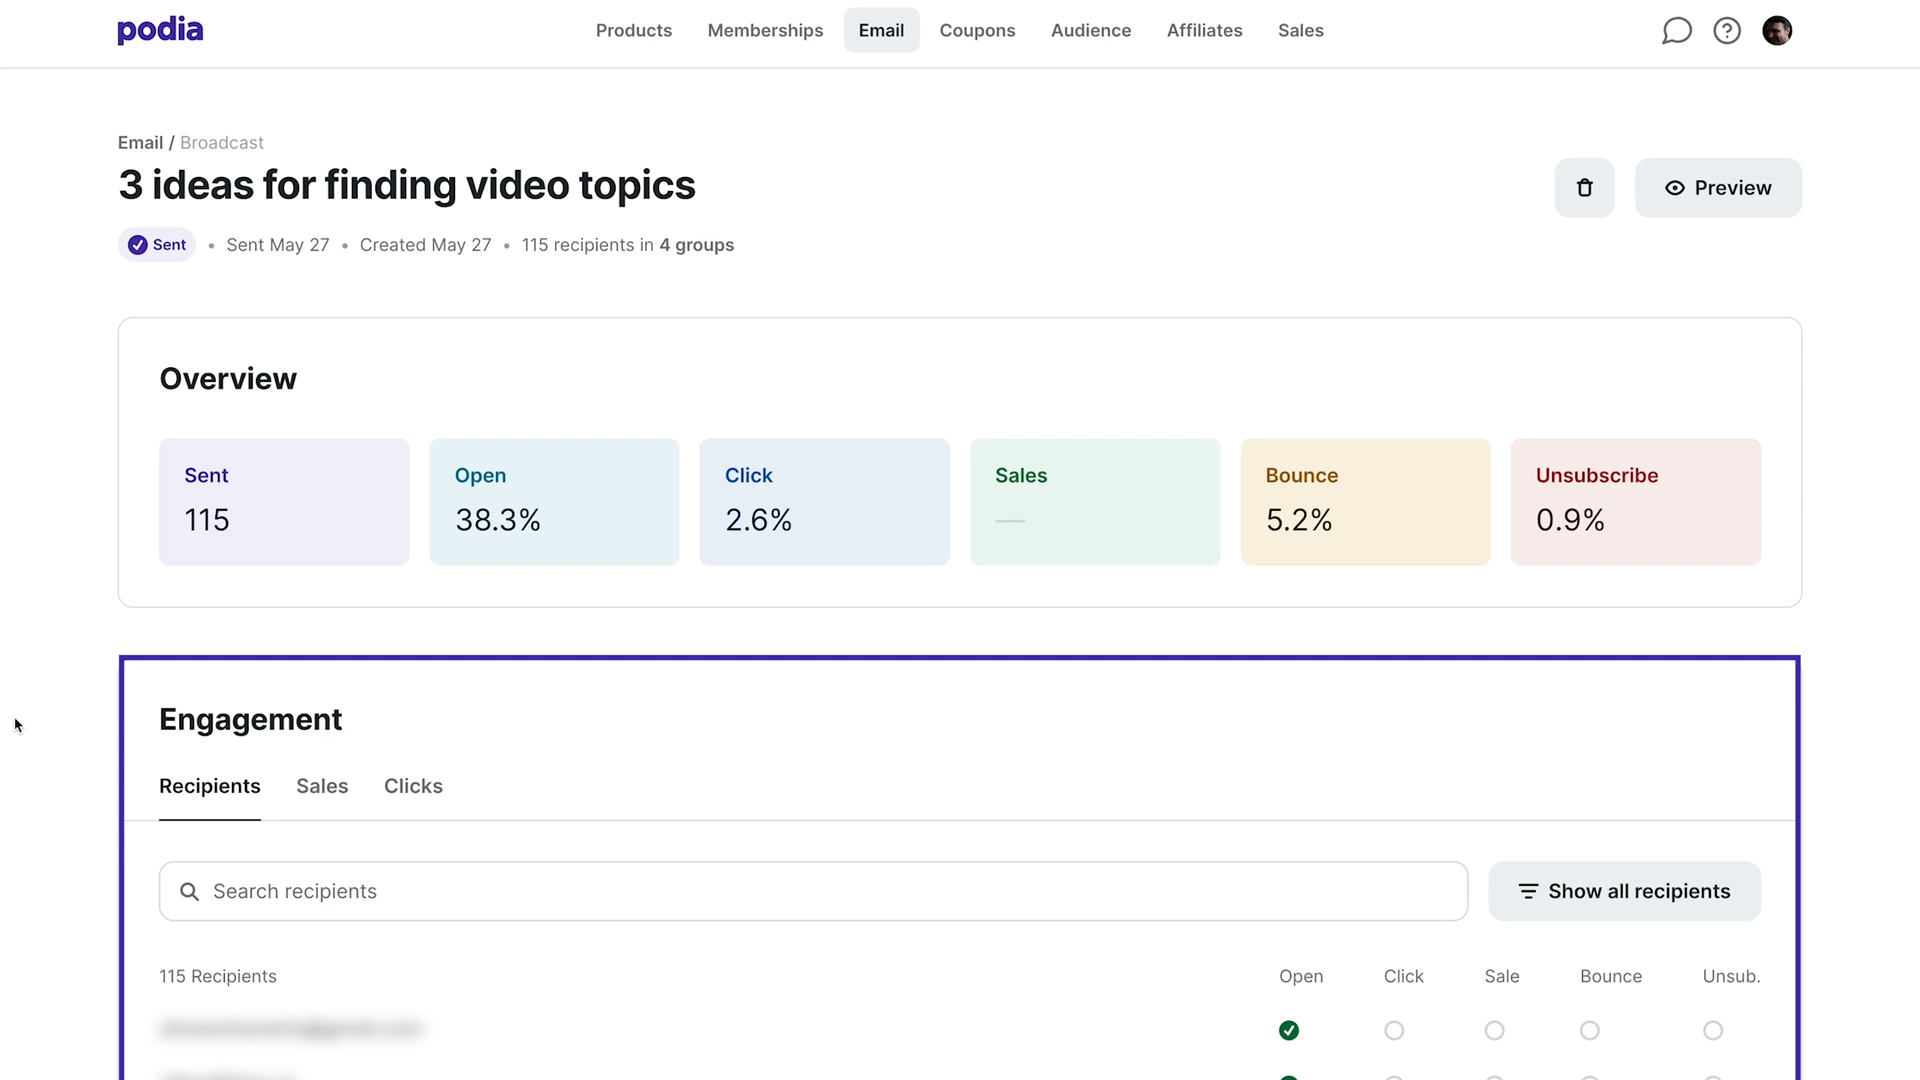 podia
Products Memberships Email Coupons Audience Affiliates Sales
Email / Broadcast
3 ideas for finding video topics
Preview
Sent • Sent May 27 • Created May 27 • 115 recipients in 4 groups
Overview
Sent Open Click Sales Bounce Unsubscribe
115 38.3% 2.6% — 5.2% 0.9%
Engagement
Recipients Sales Clicks
Search recipients Show all recipients
115 Recipients Open Click Sale Bounce Unsub.